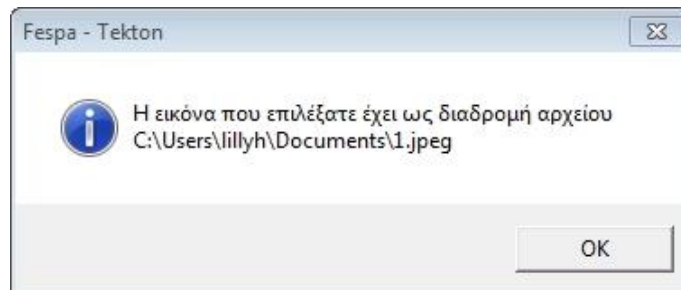 Fespa - Tekton
Η εικόνα που επιλέξατε έχει ως διαδρομή αρχείου
C:\Users\lillyh\Documents\1.jpeg
OK